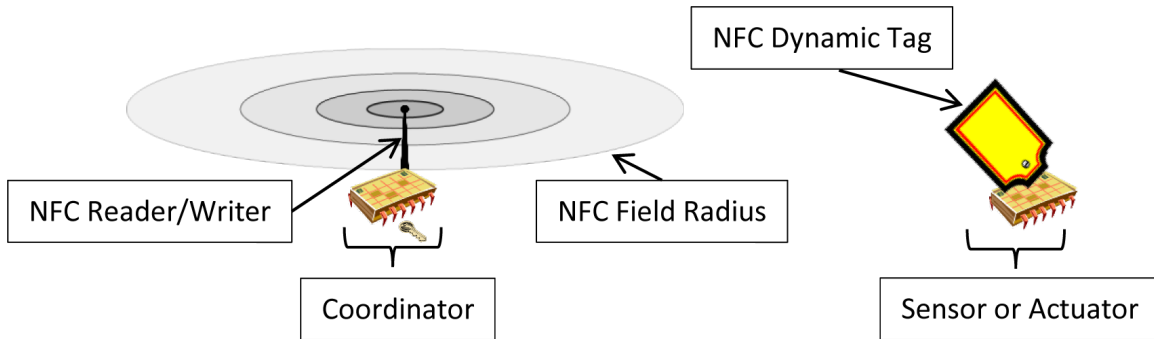 NFC Dynamic Tag
NFC Reader/Writer
NFC Field Radius
Coordinator
Sensor or Actuator